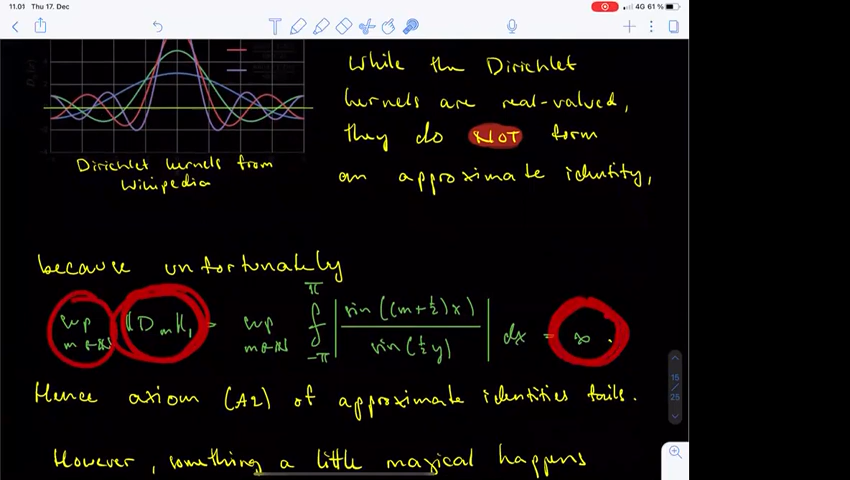 11.01 Thu 17. Dec
4G 61 %
While the Dirichlet
kernels are real-valued,
they do NOT form
an approximate identity,
Dirichlet kernels from
Wikipedia
because unfortunately
sup m∈ℕ ‖D_m‖₁ = sup m∈ℕ ⨍_{-π}^{π} | sin((m+½)x) / sin(½y) | dx = ∞.
Hence axiom (A2) of approximate identities fails.
15
/
25
However, something a little magical happens